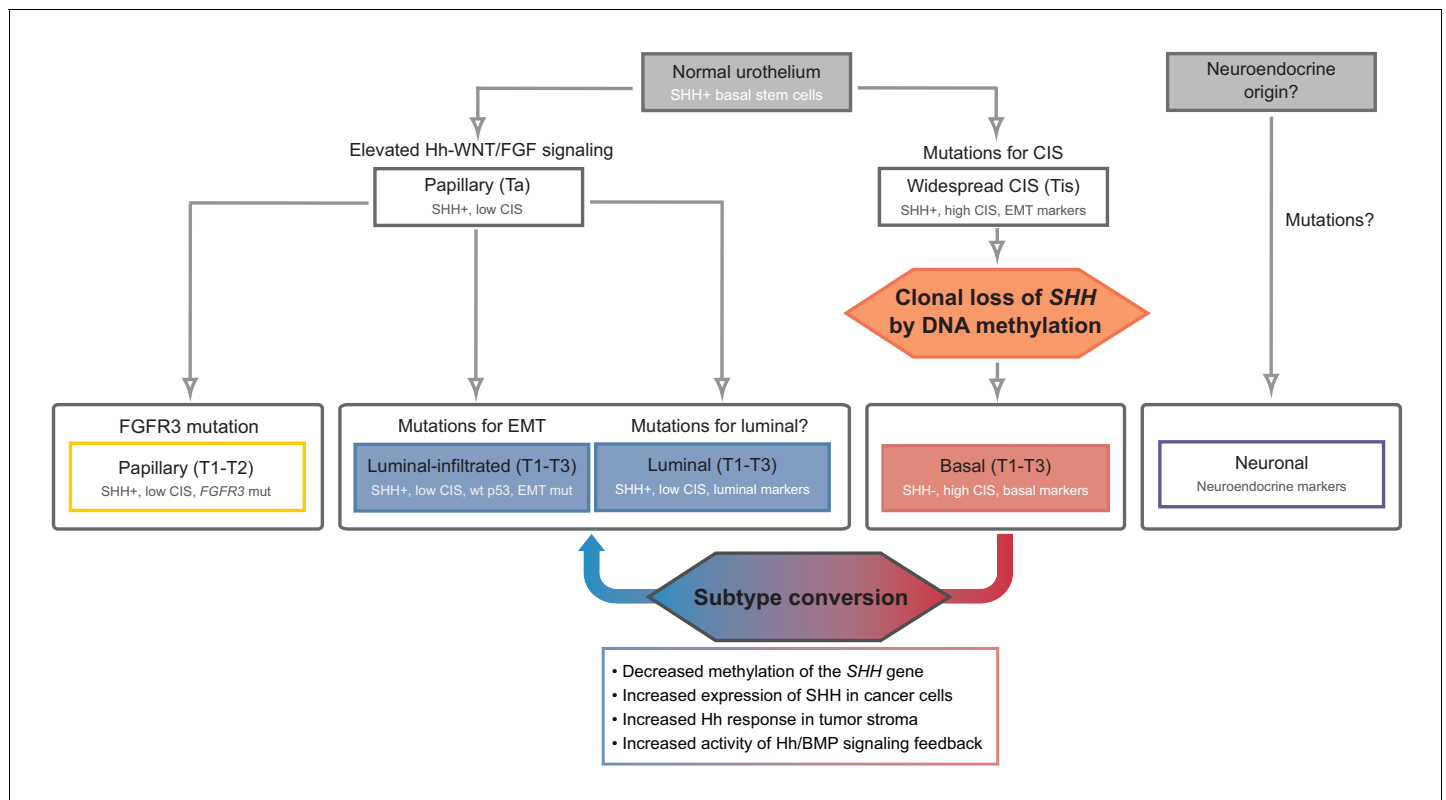 Normal urothelium
SHH+ basal stem cells
Neuroendocrine
origin?
Elevated Hh-WNT/FGF signaling
Papillary (Ta)
SHH+, low CIS
Mutations for CIS
Widespread CIS (Tis)
SHH+, high CIS, EMT markers
Mutations?
Clonal loss of SHH
by DNA methylation
FGFR3 mutation
Papillary (T1-T2)
SHH+, low CIS, FGFR3 mut
Mutations for EMT
Luminal-infiltrated (T1-T3)
SHH+, low CIS, wt p53, EMT mut
Mutations for luminal?
Luminal (T1-T3)
SHH+, low CIS, luminal markers
Basal (T1-T3)
SHH-, high CIS, basal markers
Neuronal
Neuroendocrine markers
Subtype conversion
• Decreased methylation of the SHH gene
• Increased expression of SHH in cancer cells
• Increased Hh response in tumor stroma
• Increased activity of Hh/BMP signaling feedback